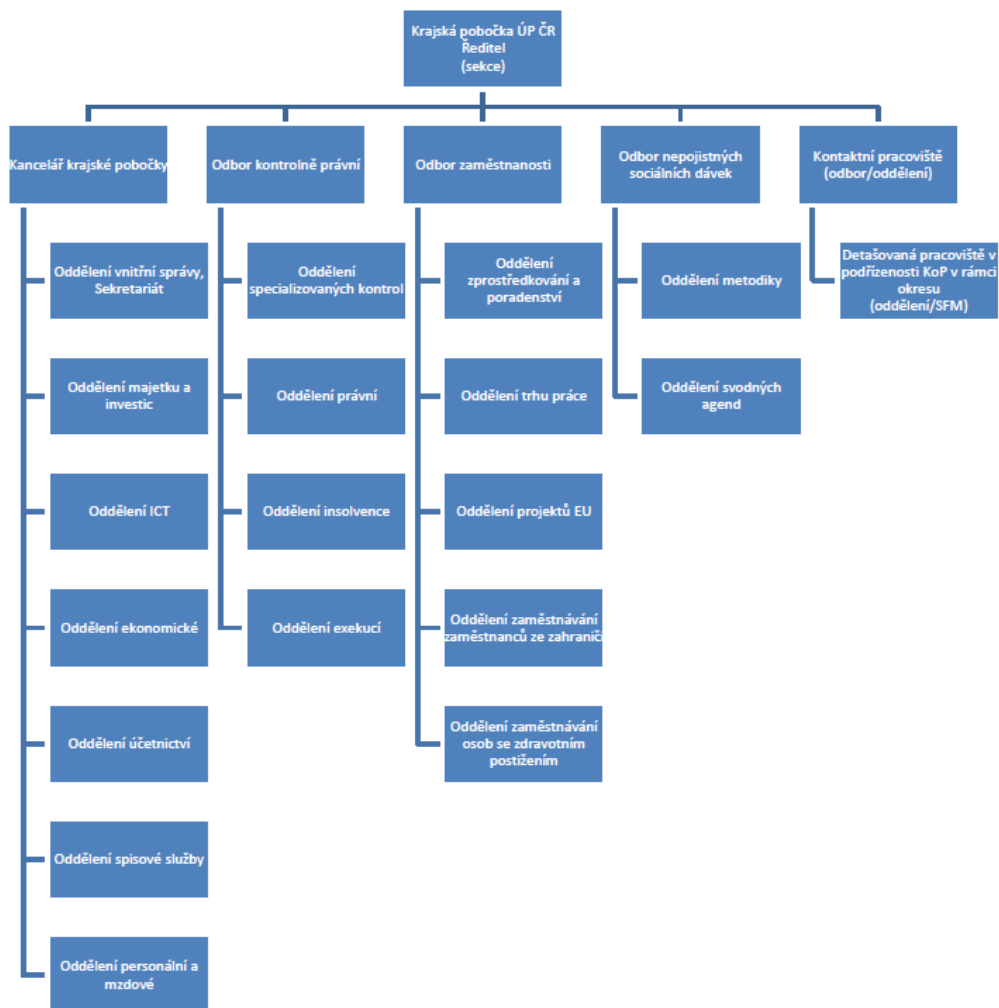 Krajská pobočka ÚP ČR
Ředitel
(sekce)
Kancelář krajské pobočky
Odbor kontrolně právní
Odbor zaměstnanosti
Odbor nepojistných
sociálních dávek
Kontaktní pracoviště
(odbor/oddělení)
Oddělení vnitřní správy,
Sekretariát
Oddělení
specializovaných kontrol
Oddělení
zprostředkování a
poradenství
Oddělení metodiky
Detašovaná pracoviště v
podřízenosti KoP v rámci
okresu
(oddělení/SFM)
Oddělení majetku a
investic
Oddělení právní
Oddělení trhu práce
Oddělení svodných
agend
Oddělení ICT
Oddělení insolvence
Oddělení projektů EU
Oddělení ekonomické
Oddělení exekucí
Oddělení zaměstnávání
zaměstnanců ze zahraničí
Oddělení účetnictví
Oddělení zaměstnávání
osob se zdravotním
postižením
Oddělení spisové služby
Oddělení personální a
mzdové